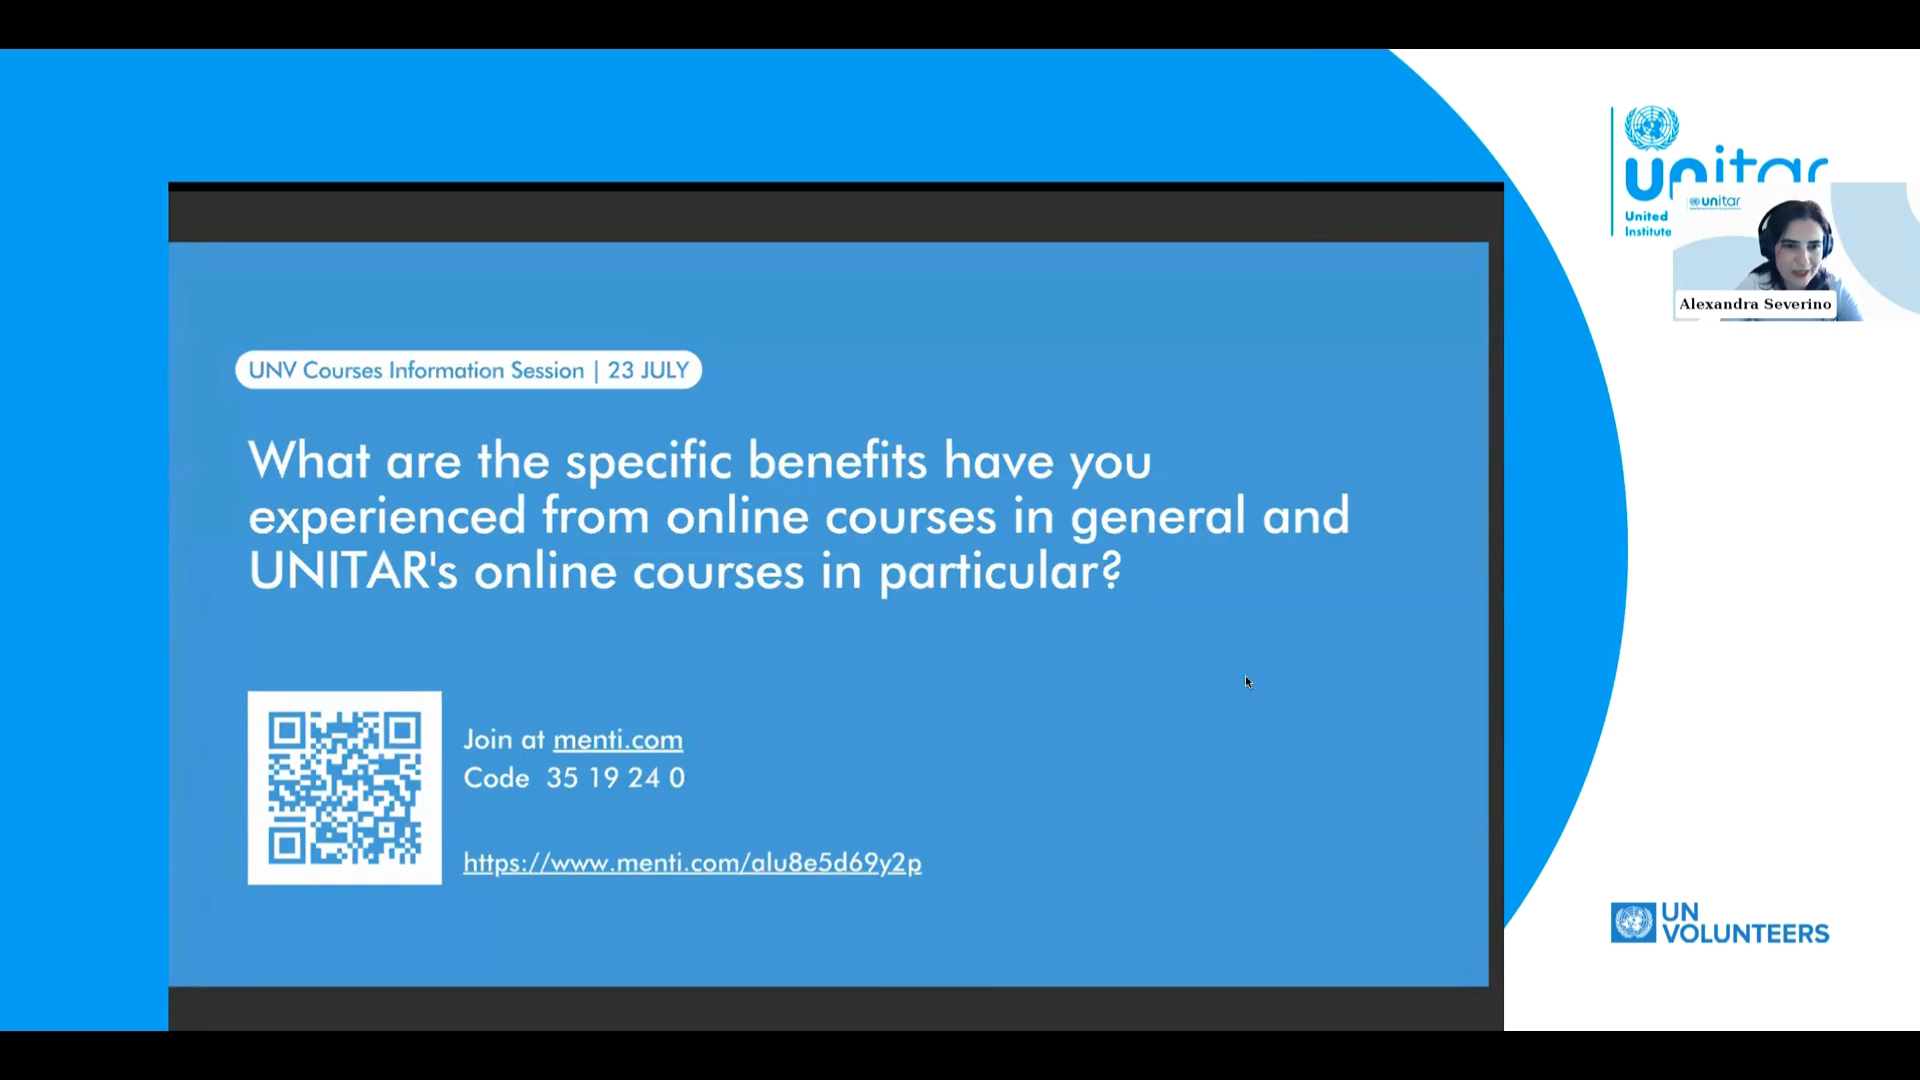 unitar
United
Institute
unitar
Alexandra Severino
UNV Courses Information Session | 23 JULY
What are the specific benefits have you
experienced from online courses in general and
UNITAR's online courses in particular?
Join at menti.com
Code 35 19 24 0
https://www.menti.com/alu8e5d69y2p
UN
VOLUNTEERS